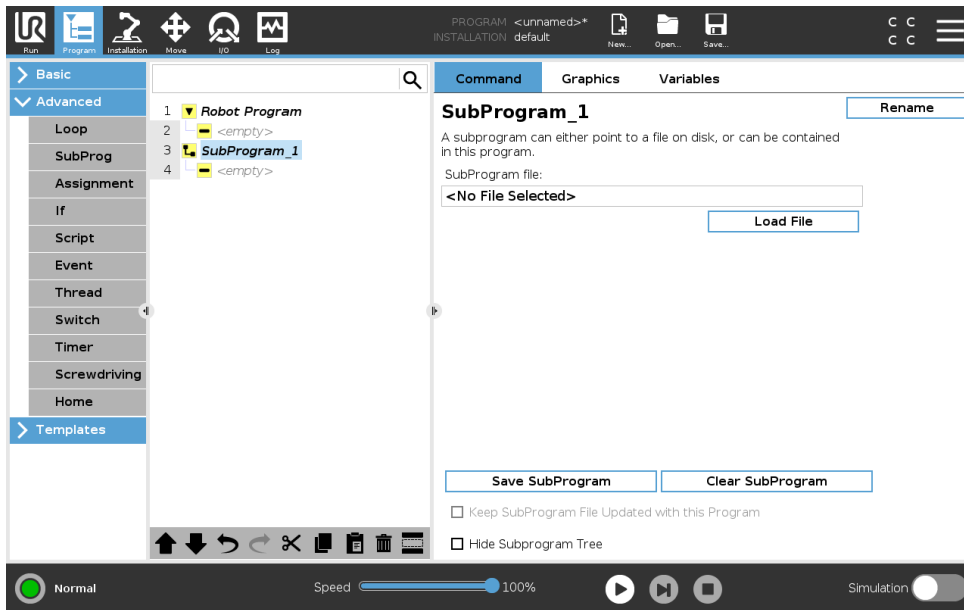 UR
Run
Program
Installation
Move
I/O
Log
PROGRAM <unnamed>*
INSTALLATION default
New...
Open...
Save...
C C
C C
Basic
Advanced
Loop
SubProg
Assignment
If
Script
Event
Thread
Switch
Timer
Screwdriving
Home
Templates
1 Robot Program
2 <empty>
3 SubProgram_1
4 <empty>
Command Graphics Variables
SubProgram_1
Rename
A subprogram can either point to a file on disk, or can be contained
in this program.
SubProgram file:
<No File Selected>
Load File
Save SubProgram
Clear SubProgram
Keep SubProgram File Updated with this Program
Hide Subprogram Tree
Normal
Speed 100%
Simulation